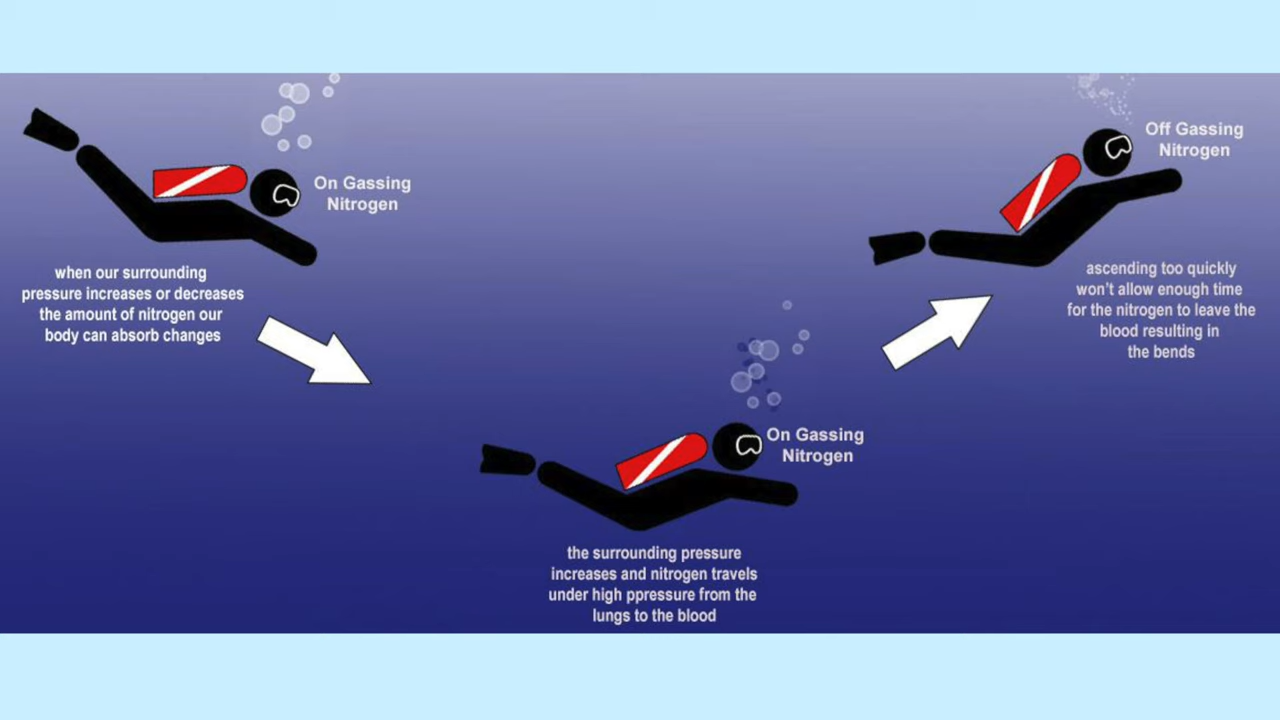 On Gassing
Nitrogen
when our surrounding
pressure increases or decreases
the amount of nitrogen our
body can absorb changes
On Gassing
Nitrogen
the surrounding pressure
increases and nitrogen travels
under high ppressure from the
lungs to the blood
Off Gassing
Nitrogen
ascending too quickly
won't allow enough time
for the nitrogen to leave the
blood resulting in
the bends